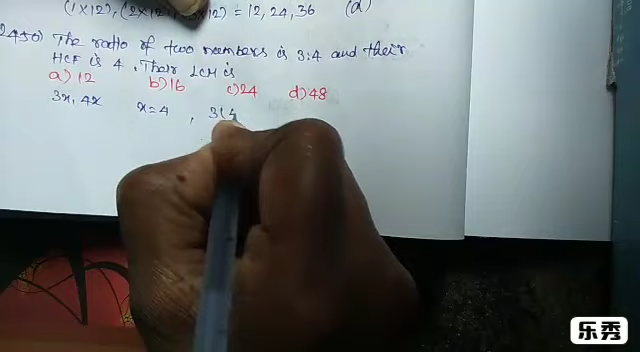 (1×12), (2×12), ×12) = 12, 24, 36 (d)
2450) The ratio of two numbers is 3:4 and their
HCF is 4. Their LCM is
a) 12 b) 16 c) 24 d) 48
3x, 4x x=4 , 3(4
乐秀